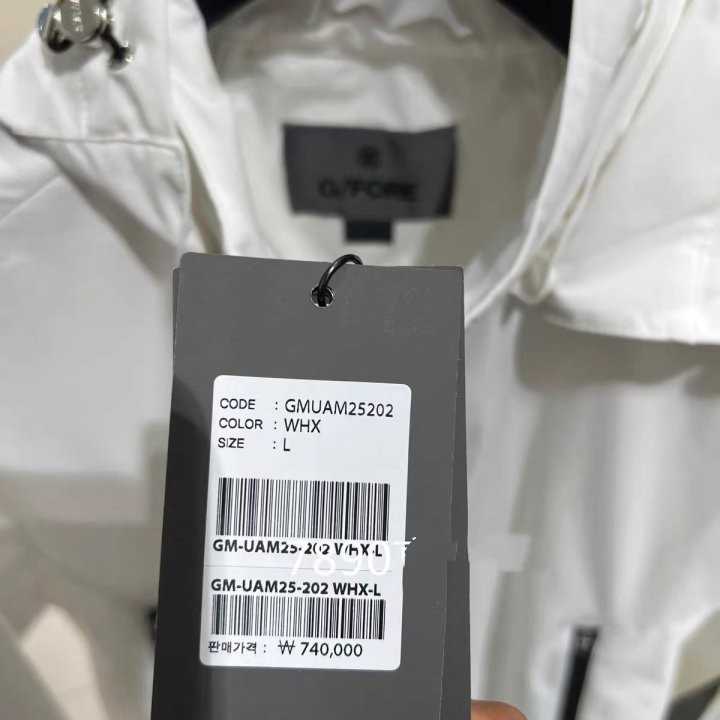 G/FORE
CODE : GMUAM25202
COLOR : WHX
SIZE : L
GM-UAM25-202 WHX-L
7890
GM-UAM25-202 WHX-L
판매가격 : ₩ 740,000